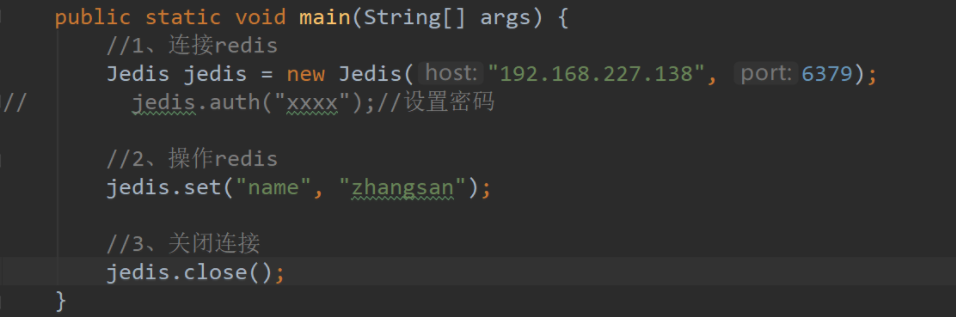 public static void main(String[] args) {
//1、连接redis
Jedis jedis = new Jedis( host: "192.168.227.138", port: 6379);
// jedis.auth("xxxx");//设置密码
//2、操作redis
jedis.set("name", "zhangsan");
//3、关闭连接
jedis.close();
}